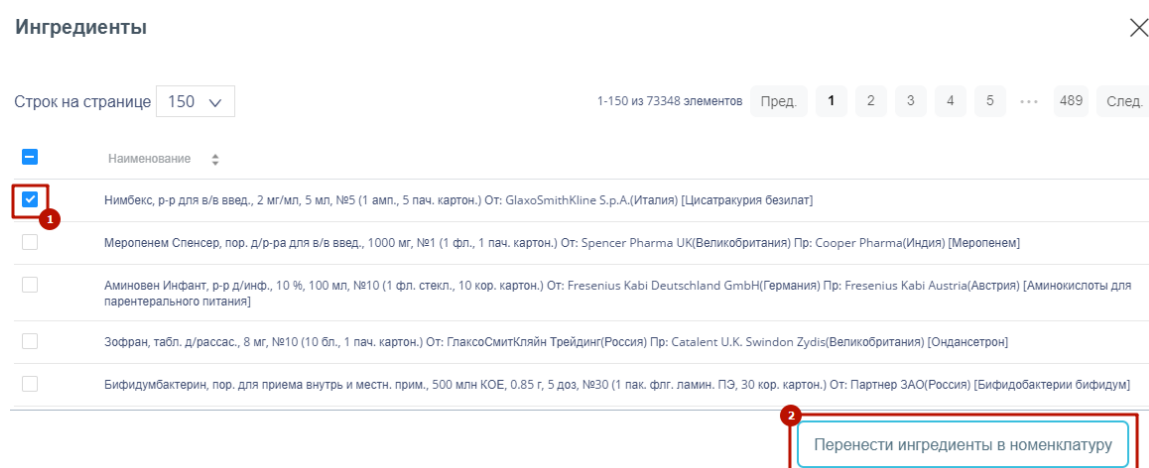 Ингредиенты
Строк на странице 150
1-150 из 73348 элементов Пред. 1 2 3 4 5 ... 489 След.
Наименование
Нимбекс, р-р для в/в введ., 2 мг/мл, 5 мл, №5 (1 амп., 5 пач. картон.) От: GlaxoSmithKline S.p.A.(Италия) [Цисатракурия безилат]
1
Меропенем Спенсер, пор. д/р-ра для в/в введ., 1000 мг, №1 (1 фл., 1 пач. картон.) От: Spencer Pharma UK(Великобритания) Пр: Cooper Pharma(Индия) [Меропенем]
Аминовен Инфант, р-р д/инф., 10 %, 100 мл, №10 (1 фл. стекл., 10 кор. картон.) От: Fresenius Kabi Deutschland GmbH(Германия) Пр: Fresenius Kabi Austria(Австрия) [Аминокислоты для
парентерального питания]
Зофран, табл. д/рассас., 8 мг, №10 (10 бл., 1 пач. картон.) От: ГлаксоСмитКляйн Трейдинг(Россия) Пр: Catalent U.K. Swindon Zydis(Великобритания) [Ондансетрон]
Бифидумбактерин, пор. для приема внутрь и местн. прим., 500 млн КОЕ, 0.85 г, 5 доз, №30 (1 пак. флг. ламин. ПЭ, 30 кор. картон.) От: Партнер ЗАО(Россия) [Бифидобактерии бифидум]
2
Перенести ингредиенты в номенклатуру